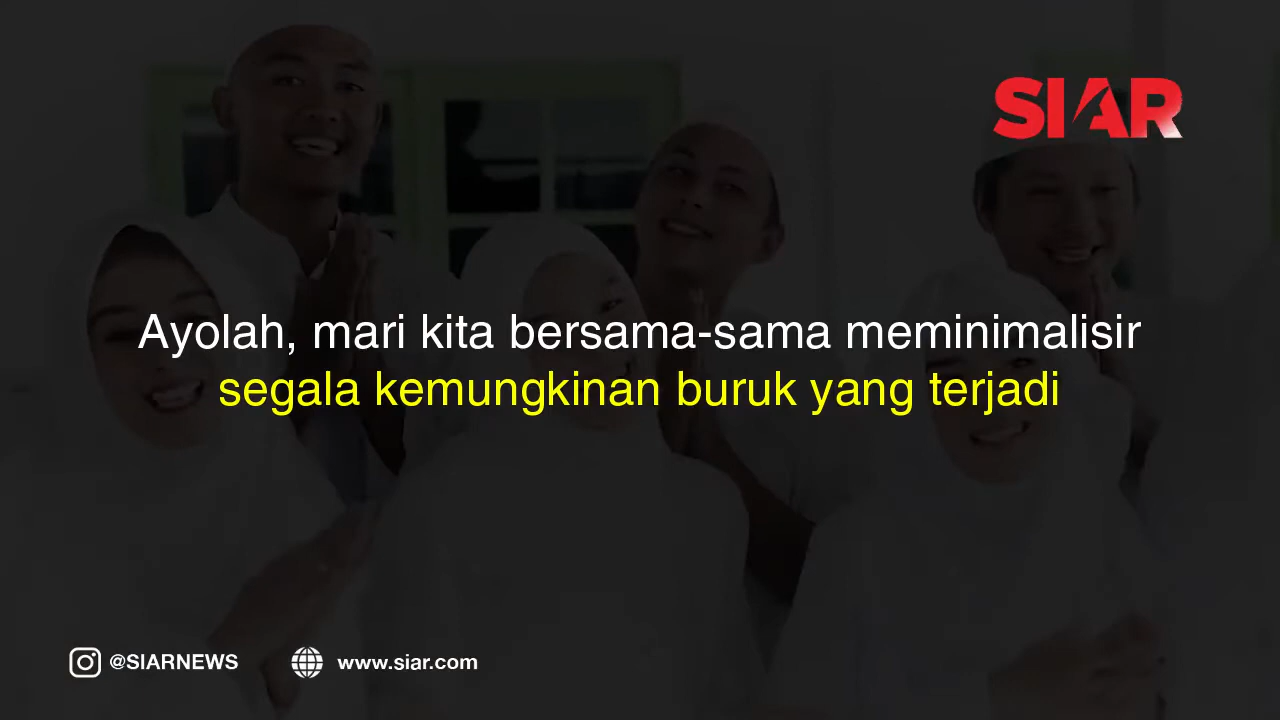 SIAR
Ayolah, mari kita bersama-sama meminimalisir
segala kemungkinan buruk yang terjadi
@SIARNEWS
www.siar.com